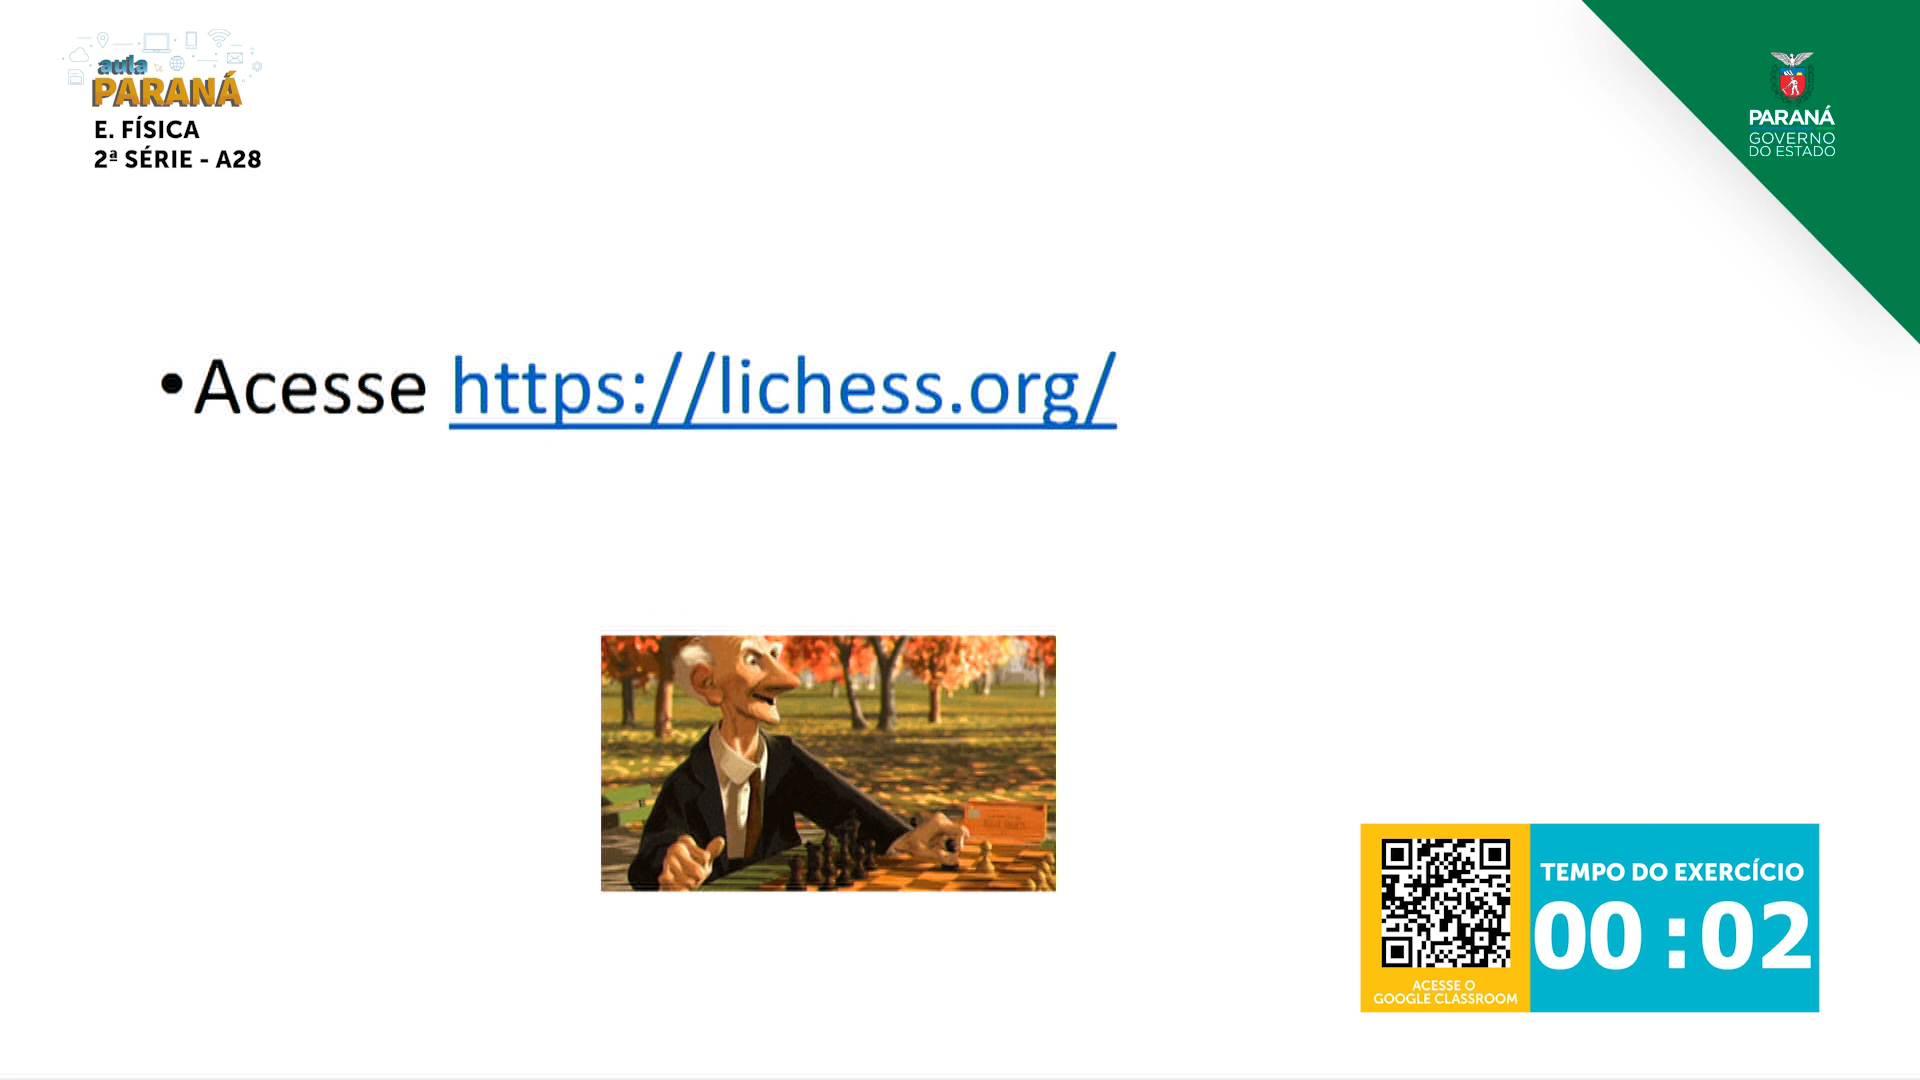 aula
PARANÁ
E. FÍSICA
2ª SÉRIE - A28
PARANÁ
GOVERNO
DO ESTADO
•Acesse https://lichess.org/
TEMPO DO EXERCÍCIO
00:02
ACESSE O
GOOGLE CLASSROOM